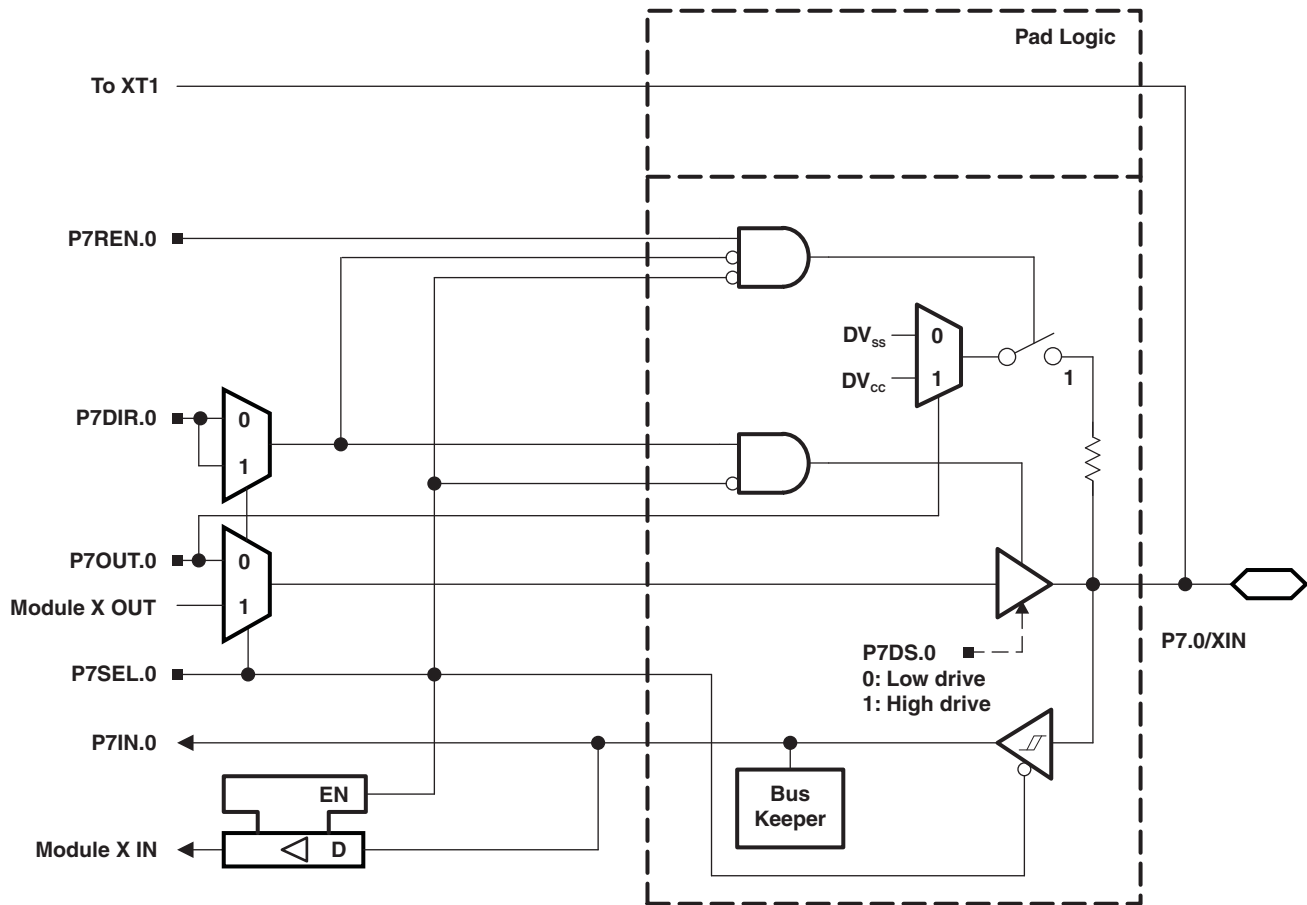 Pad Logic
To XT1
P7REN.0
DVSS
0
DVCC
1
1
P7DIR.0
0
1
P7OUT.0
0
Module X OUT
1
P7.0/XIN
P7SEL.0
P7DS.0
0: Low drive
1: High drive
P7IN.0
EN
Bus
Keeper
Module X IN
D